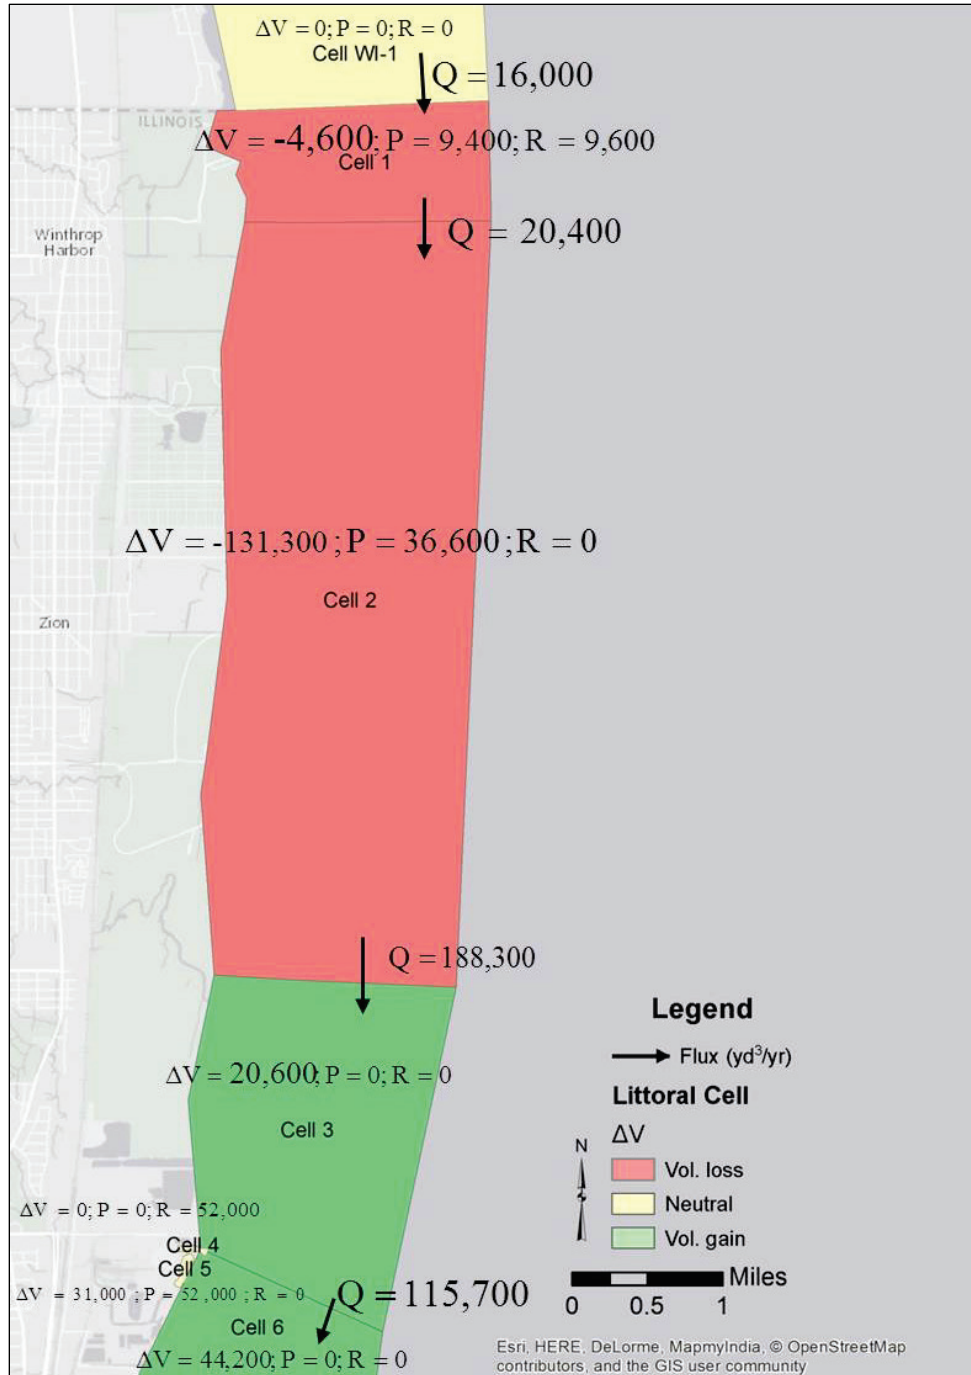 ΔV = 0; P = 0; R = 0
Cell WI-1
Q = 16,000
ILLINOIS
ΔV = -4,600; P = 9,400; R = 9,600
Cell 1
Winthrop
Harbor
Q = 20,400
ΔV = -131,300 ; P = 36,600 ; R = 0
Cell 2
Zion
Q = 188,300
ΔV = 20,600; P = 0; R = 0
Cell 3
ΔV = 0; P = 0; R = 52,000
Cell 4
Cell 5
ΔV = 31,000 ; P = 52,000 ; R = 0
Q = 115,700
Cell 6
ΔV = 44,200; P = 0; R = 0
Legend
Flux (yd³/yr)
Littoral Cell
ΔV
Vol. loss
Neutral
Vol. gain
N
Miles
0 0.5 1
Esri, HERE, DeLorme, MapmyIndia, © OpenStreetMap
contributors, and the GIS user community